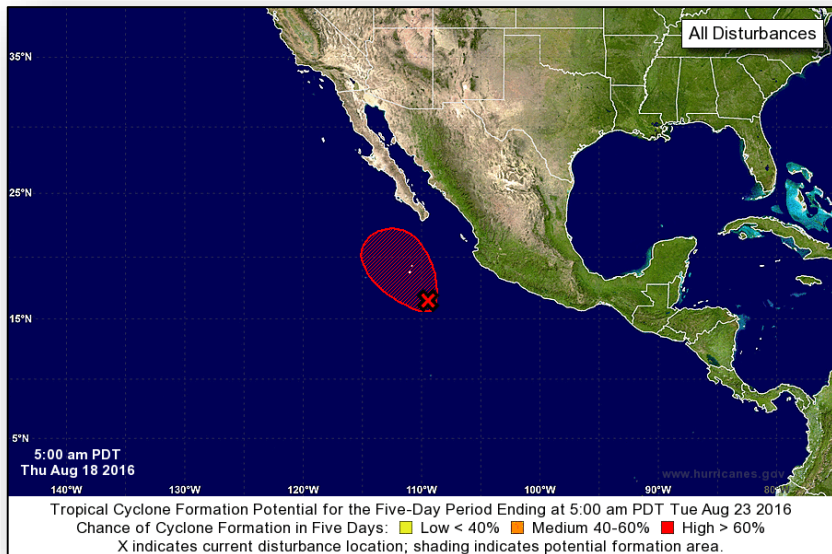 All Disturbances
35°N
25°N
15°N
5°N
5:00 am PDT
Thu Aug 18 2016
www.hurricanes.gov
140°W
130°W
120°W
110°W
100°W
90°W
80°W
Tropical Cyclone Formation Potential for the Five-Day Period Ending at 5:00 am PDT Tue Aug 23 2016
Chance of Cyclone Formation in Five Days: Low < 40% Medium 40-60% High > 60%
X indicates current disturbance location; shading indicates potential formation area.